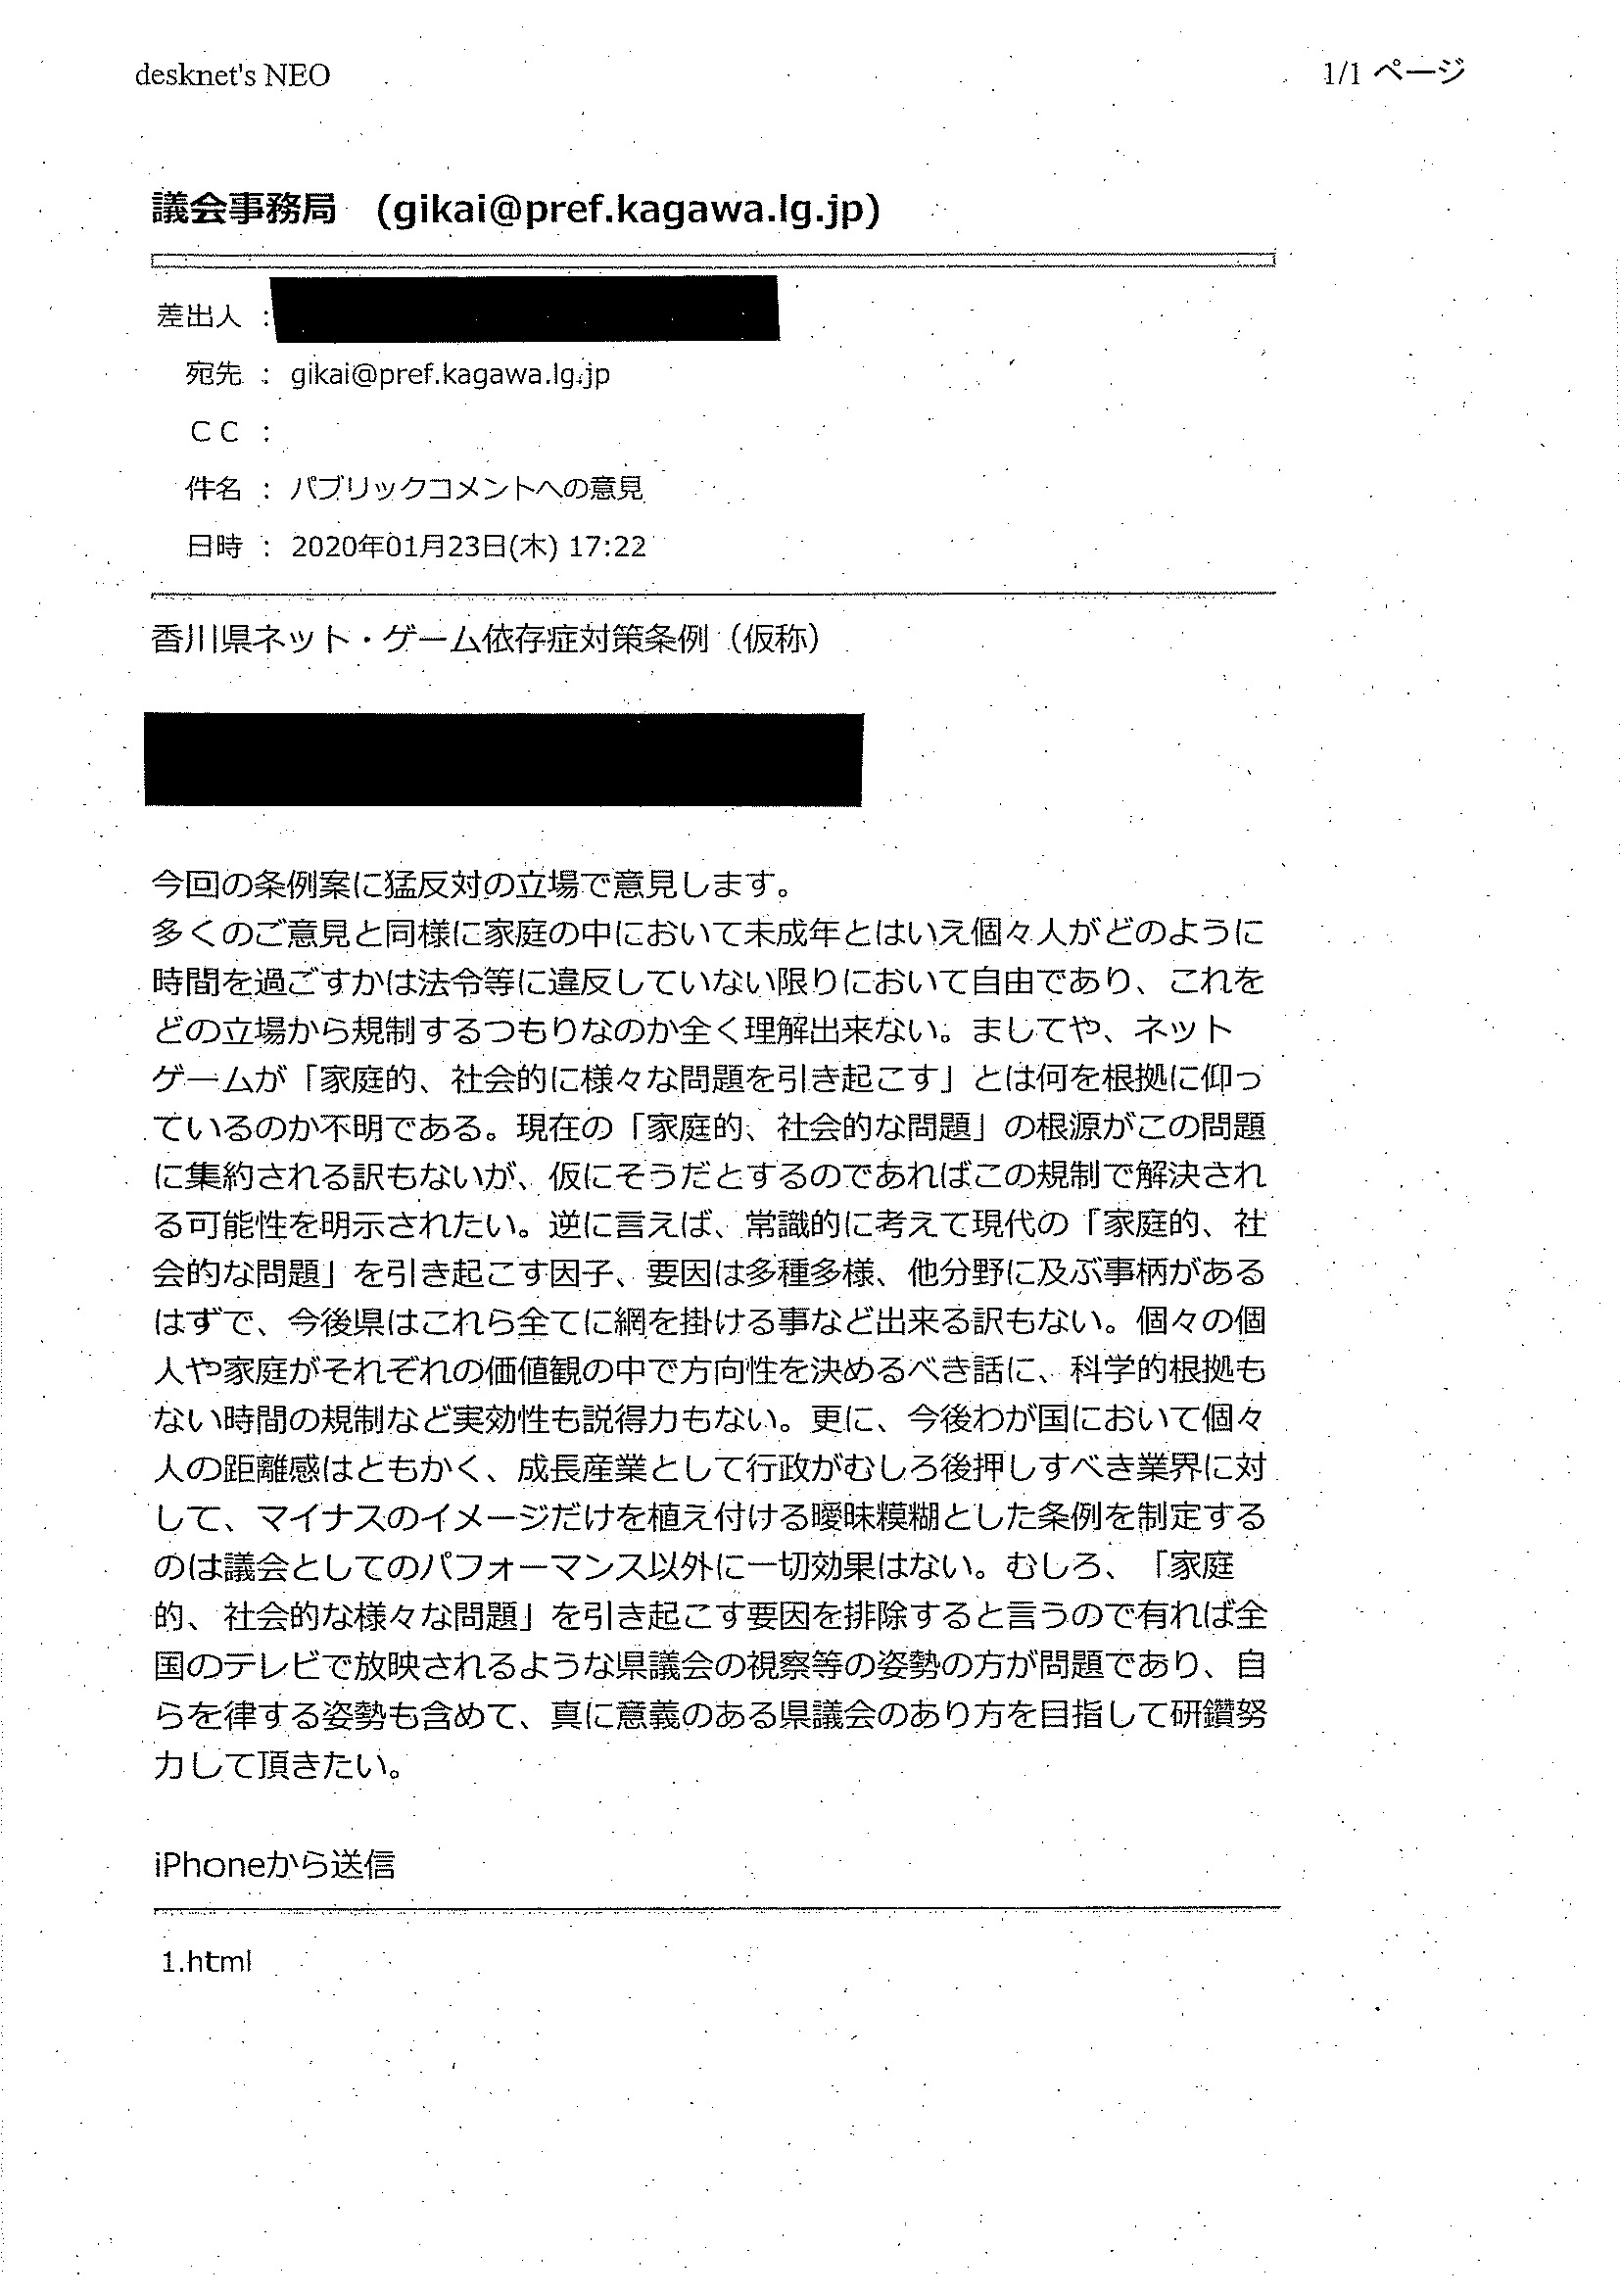 desknet's NEO
1/1 ページ
議会事務局　(gikai@pref.kagawa.lg.jp)
差出人 :
宛先 : gikai@pref.kagawa.lg.jp
CC :
件名 : パブリックコメントへの意見
日時 : 2020年01月23日(木) 17:22
香川県ネット・ゲーム依存症対策条例（仮称）
今回の条例案に猛反対の立場で意見します。
多くのご意見と同様に家庭の中において未成年とはいえ個々人がどのように
時間を過ごすかは法令等に違反していない限りにおいて自由であり、これを
どの立場から規制するつもりなのか全く理解出来ない。ましてや、ネット
ゲームが「家庭的、社会的に様々な問題を引き起こす」とは何を根拠に仰っ
ているのか不明である。現在の「家庭的、社会的な問題」の根源がこの問題
に集約される訳もないが、仮にそうだとするのであればこの規制で解決され
る可能性を明示されたい。逆に言えば、常識的に考えて現代の「家庭的、社
会的な問題」を引き起こす因子、要因は多種多様、他分野に及ぶ事柄がある
はずで、今後県はこれら全てに網を掛ける事など出来る訳もない。個々の個
人や家庭がそれぞれの価値観の中で方向性を決めるべき話に、科学的根拠も
ない時間の規制など実効性も説得力もない。更に、今後わが国において個々
人の距離感はともかく、成長産業として行政がむしろ後押しすべき業界に対
して、マイナスのイメージだけを植え付ける曖昧模糊とした条例を制定する
のは議会としてのパフォーマンス以外に一切効果はない。むしろ、「家庭
的、社会的な様々な問題」を引き起こす要因を排除すると言うので有れば全
国のテレビで放映されるような県議会の視察等の姿勢の方が問題であり、自
らを律する姿勢も含めて、真に意義のある県議会のあり方を目指して研鑽努
力して頂きたい。
iPhoneから送信
1.html